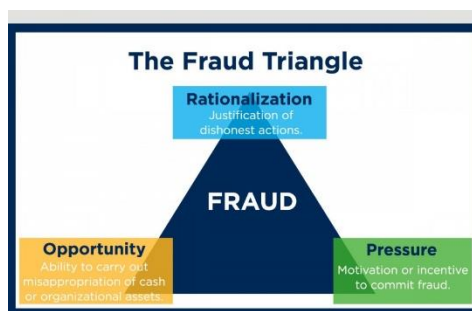 The Fraud Triangle
Rationalization
Justification of
dishonest actions.
FRAUD
Opportunity
Ability to carry out
misappropriation of cash
or organizational assets.
Pressure
Motivation or incentive
to commit fraud.